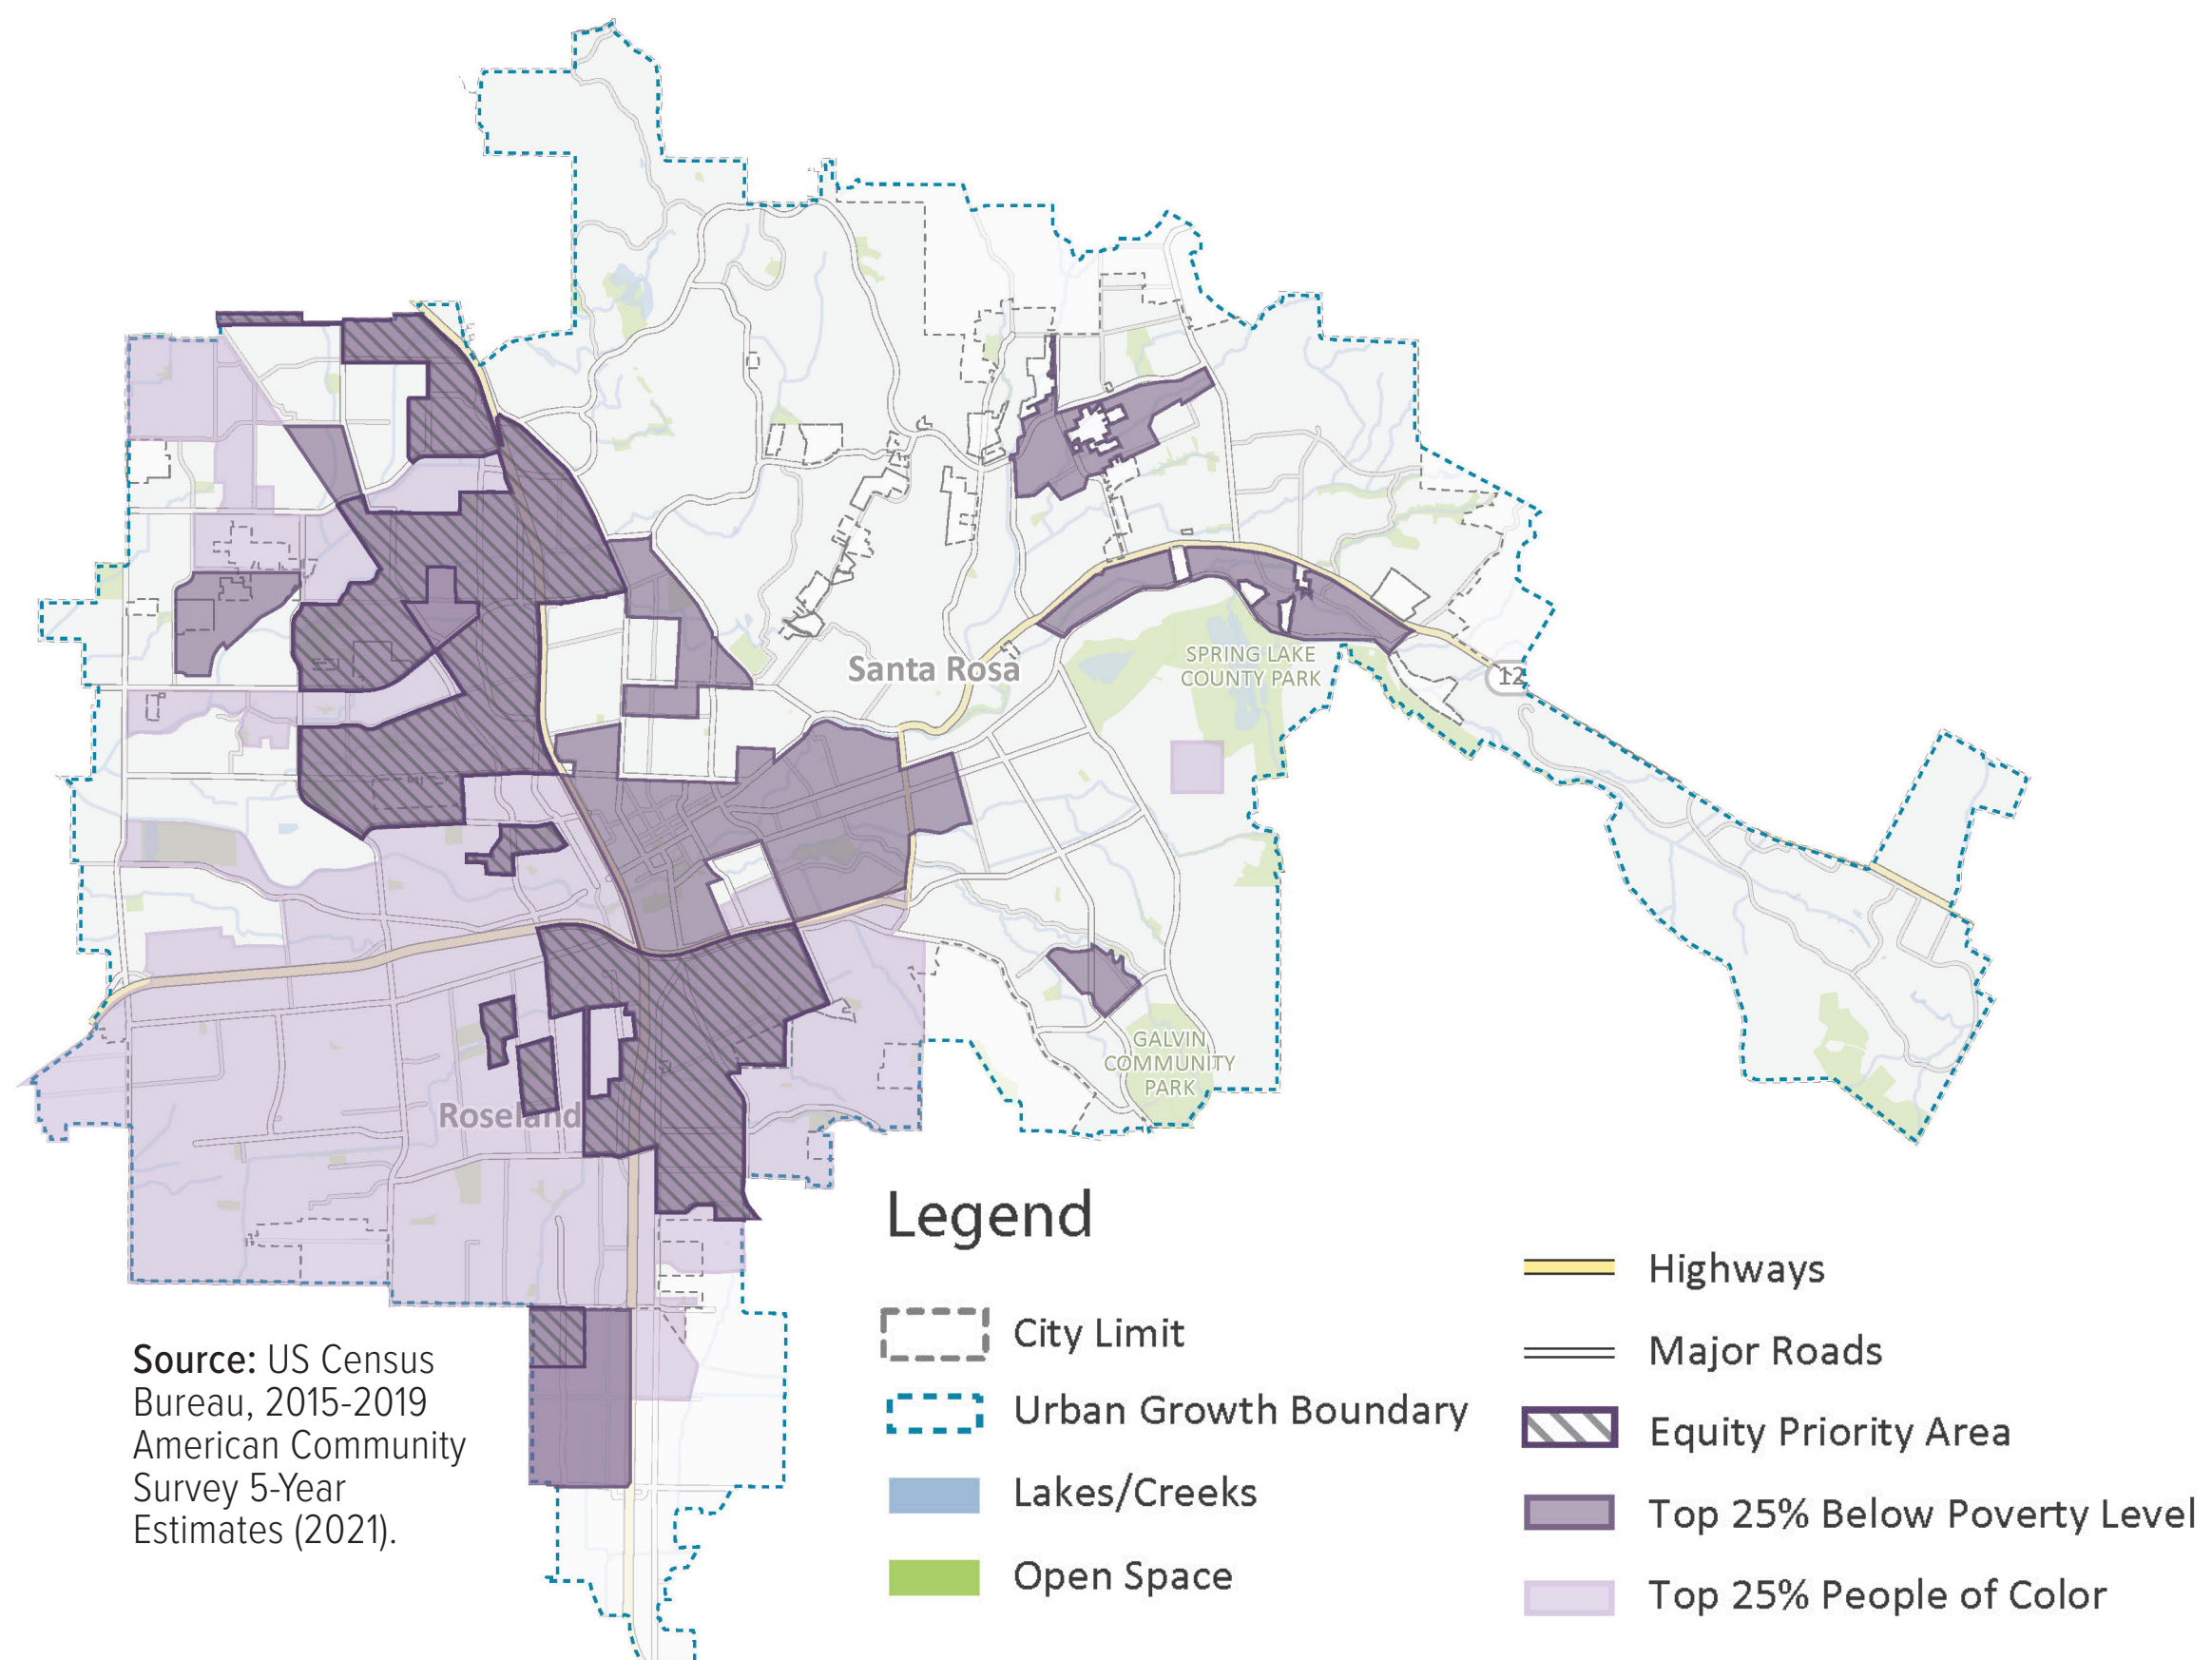 Santa Rosa
SPRING LAKE
COUNTY PARK
12
GALVIN
COMMUNITY
PARK
Roseland
Legend
City Limit
Urban Growth Boundary
Lakes/Creeks
Open Space
Highways
Major Roads
Equity Priority Area
Top 25% Below Poverty Level
Top 25% People of Color
Source: US Census
Bureau, 2015-2019
American Community
Survey 5-Year
Estimates (2021).